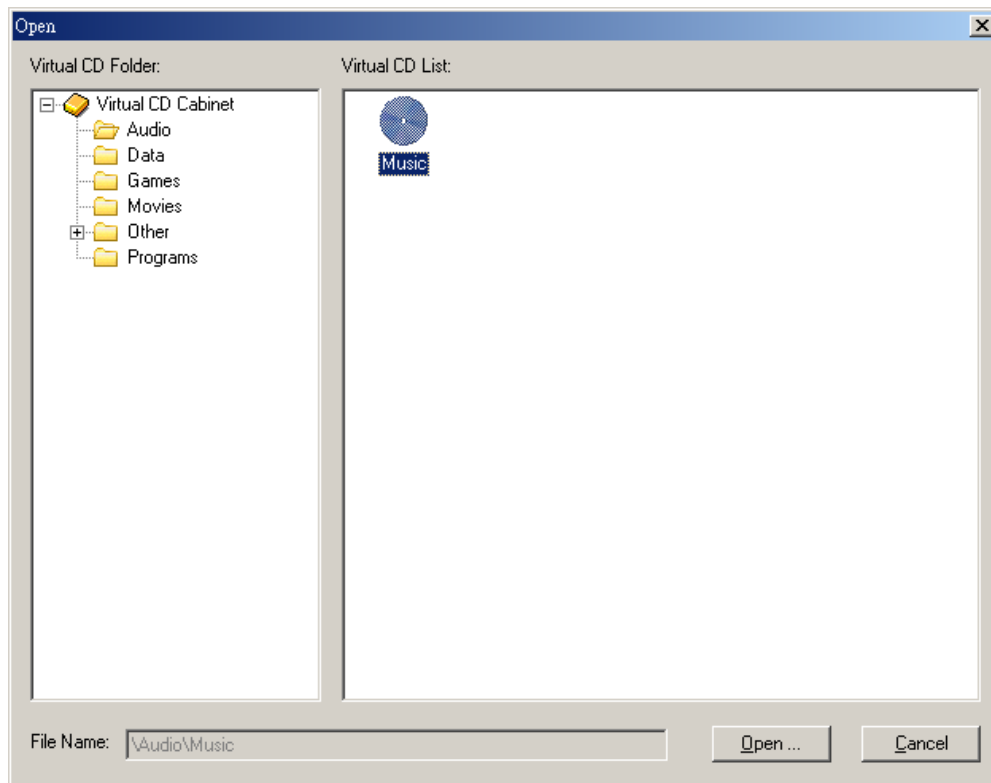 Open
Virtual CD Folder:
Virtual CD List:
Virtual CD Cabinet
Audio
Data
Games
Movies
Other
Programs
Music
File Name:
\Audio\Music
Open ...
Cancel